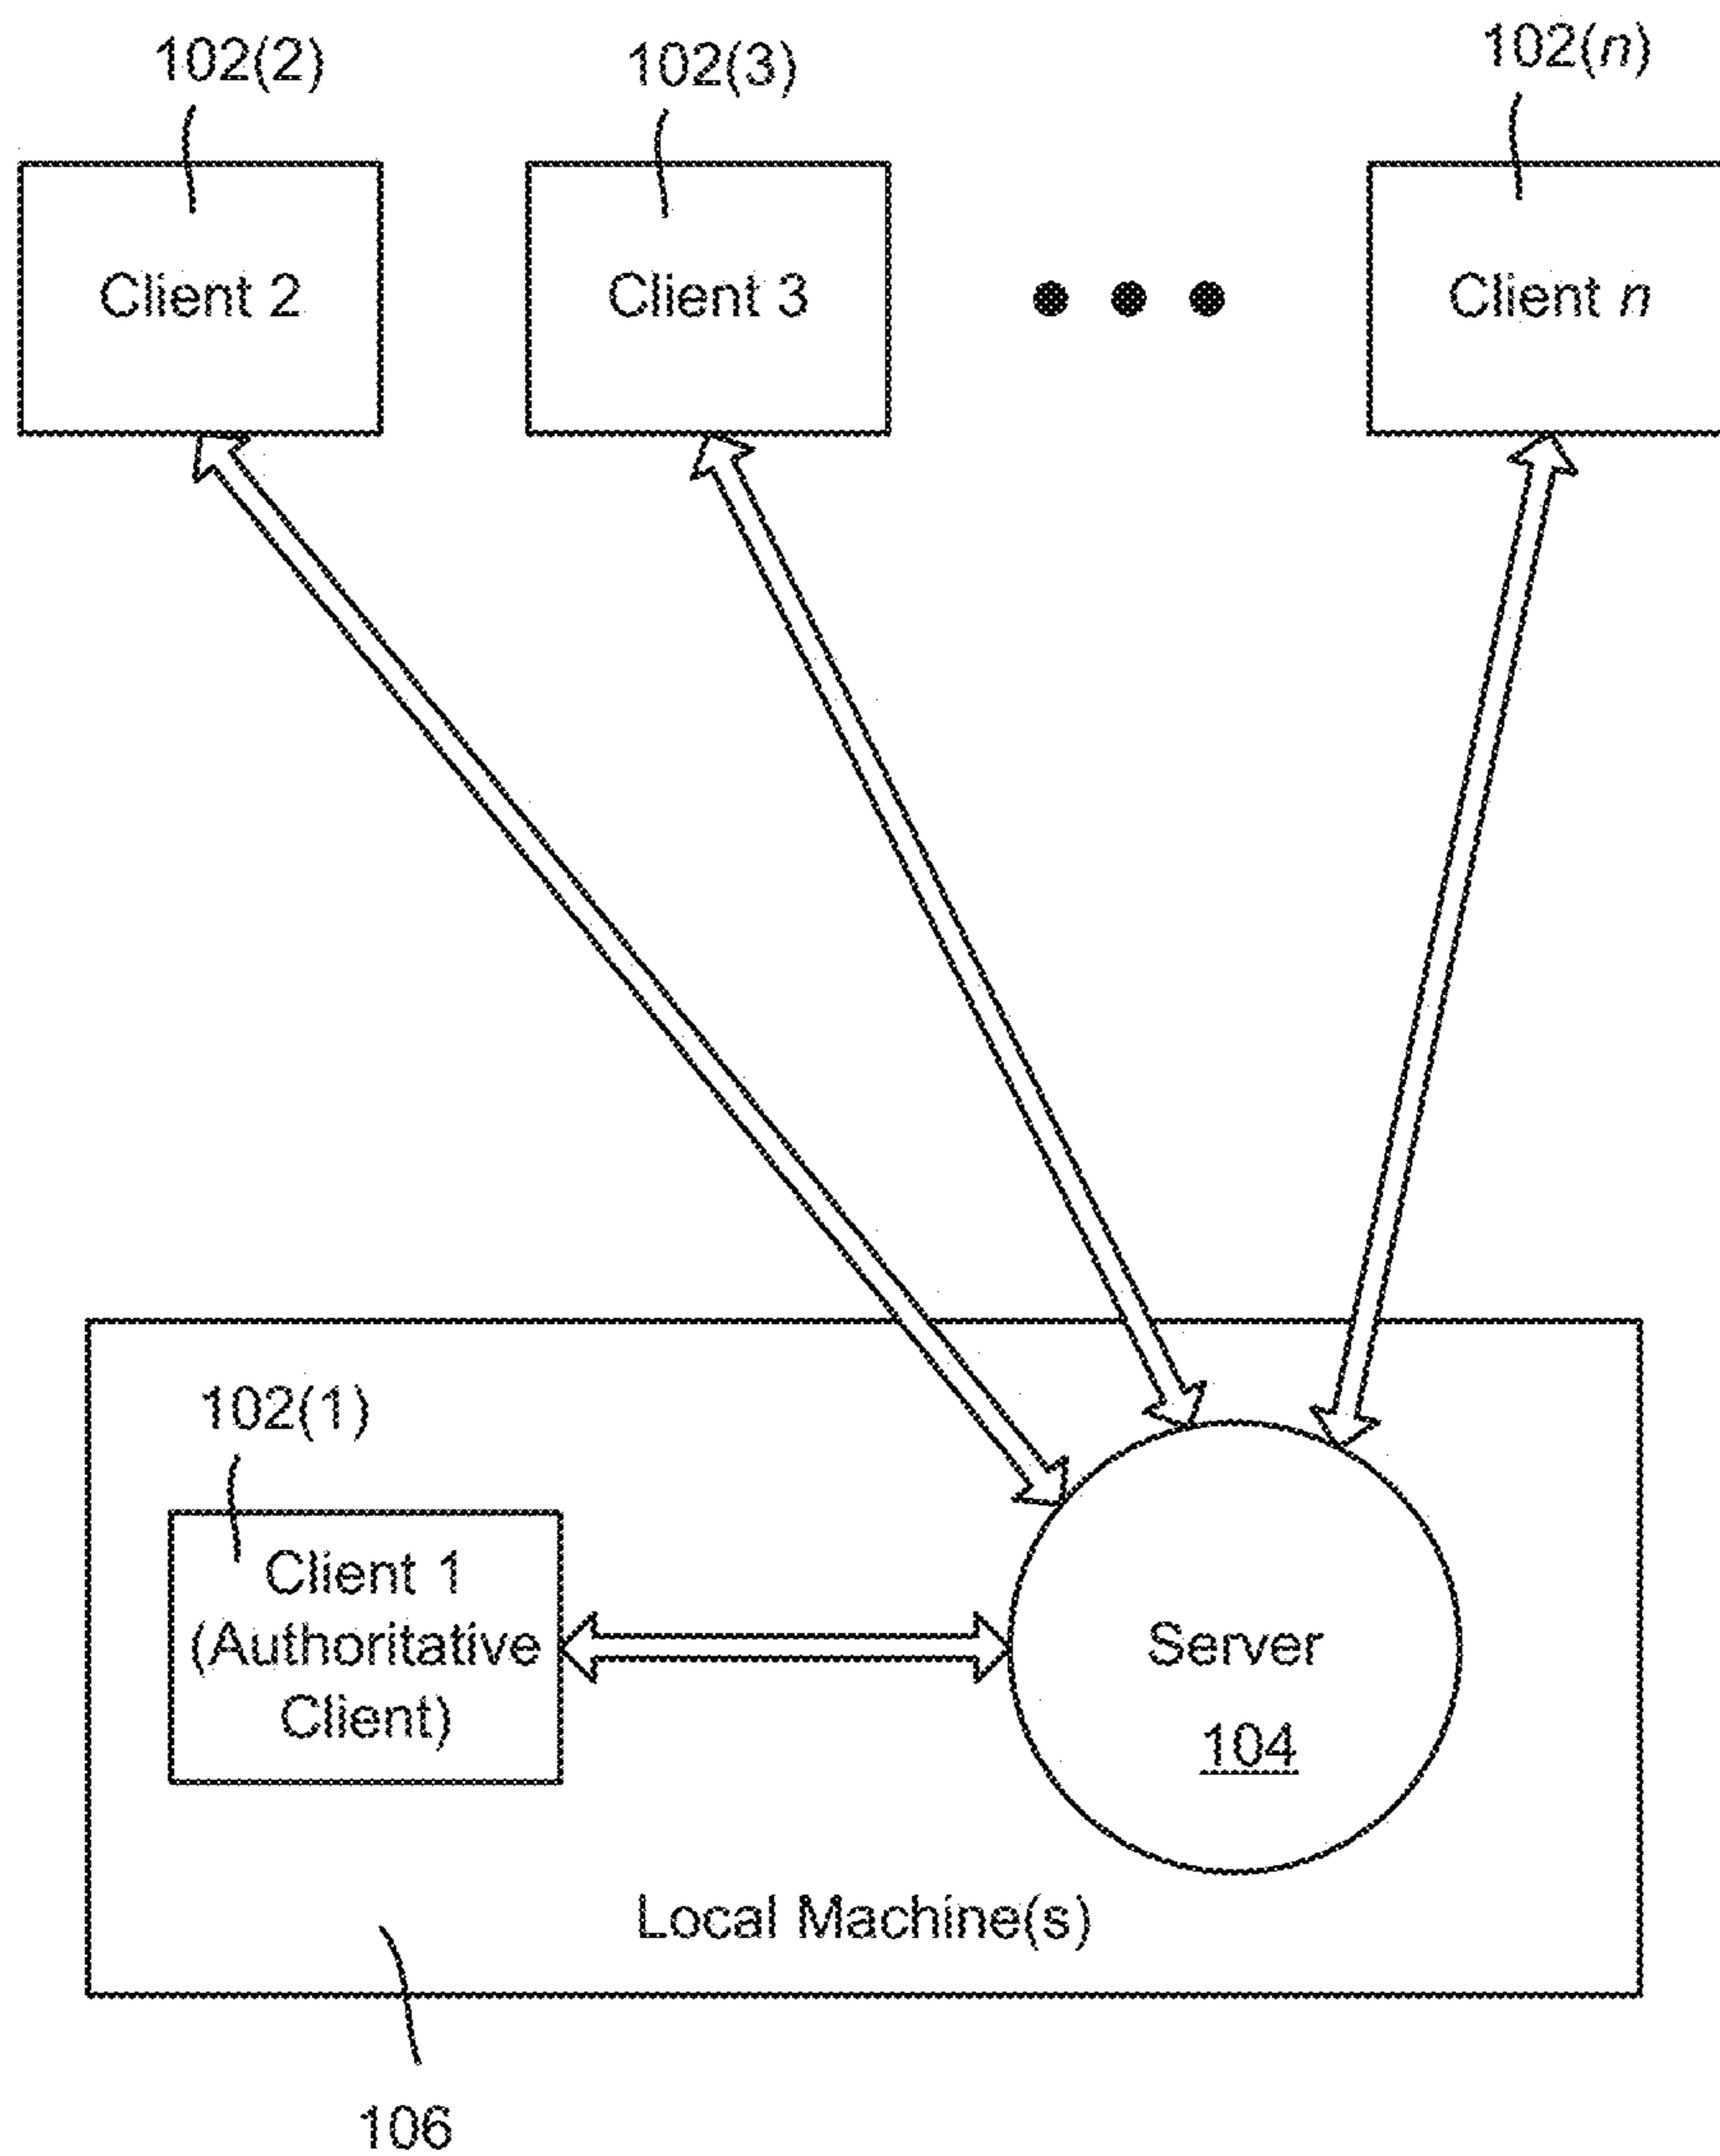 102(2)
102(3)
102(n)
Client 2
Client 3
Client n
102(1)
Client 1
(Authoritative
Client)
Server
104
Local Machine(s)
106